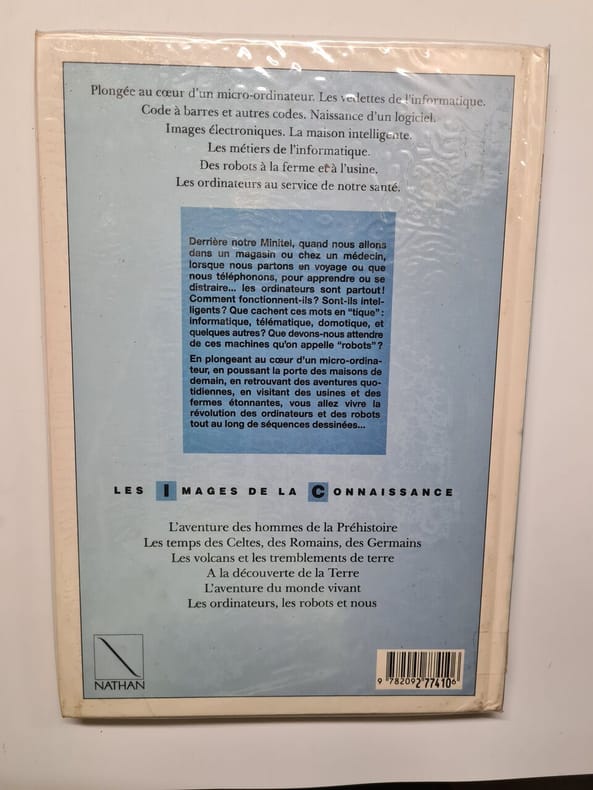 Plongée au cœur d'un micro-ordinateur. Les vedettes de l'informatique.
Code à barres et autres codes. Naissance d'un logiciel.
Images électroniques. La maison intelligente.
Les métiers de l'informatique.
Des robots à la ferme et à l'usine.
Les ordinateurs au service de notre santé.
Derrière notre Minitel, quand nous allons
dans un magasin ou chez un médecin,
lorsque nous partons en voyage ou que
nous téléphonons, pour apprendre ou se
distraire... les ordinateurs sont partout!
Comment fonctionnent-ils? Sont-ils intel-
ligents? Que cachent ces mots en "tique":
informatique, télématique, domotique, et
quelques autres? Que devons-nous attendre
de ces machines qu'on appelle "robots"?
En plongeant au cœur d'un micro-ordina-
teur, en poussant la porte des maisons de
demain, en retrouvant des aventures quo-
tidiennes, en visitant des usines et des
fermes étonnantes, vous allez vivre la
révolution des ordinateurs et des robots
tout au long de séquences dessinées...
LES IMAGES DE LA CONNAISSANCE
L'aventure des hommes de la Préhistoire
Les temps des Celtes, des Romains, des Germains
Les volcans et les tremblements de terre
A la découverte de la Terre
L'aventure du monde vivant
Les ordinateurs, les robots et nous
NATHAN
9 782092 774106